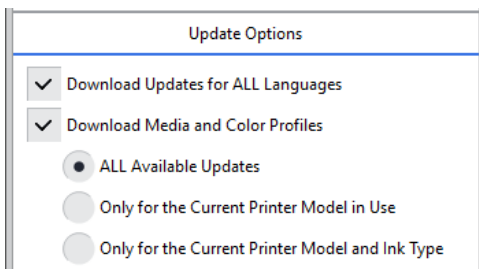 Update Options
Download Updates for ALL Languages
Download Media and Color Profiles
ALL Available Updates
Only for the Current Printer Model in Use
Only for the Current Printer Model and Ink Type